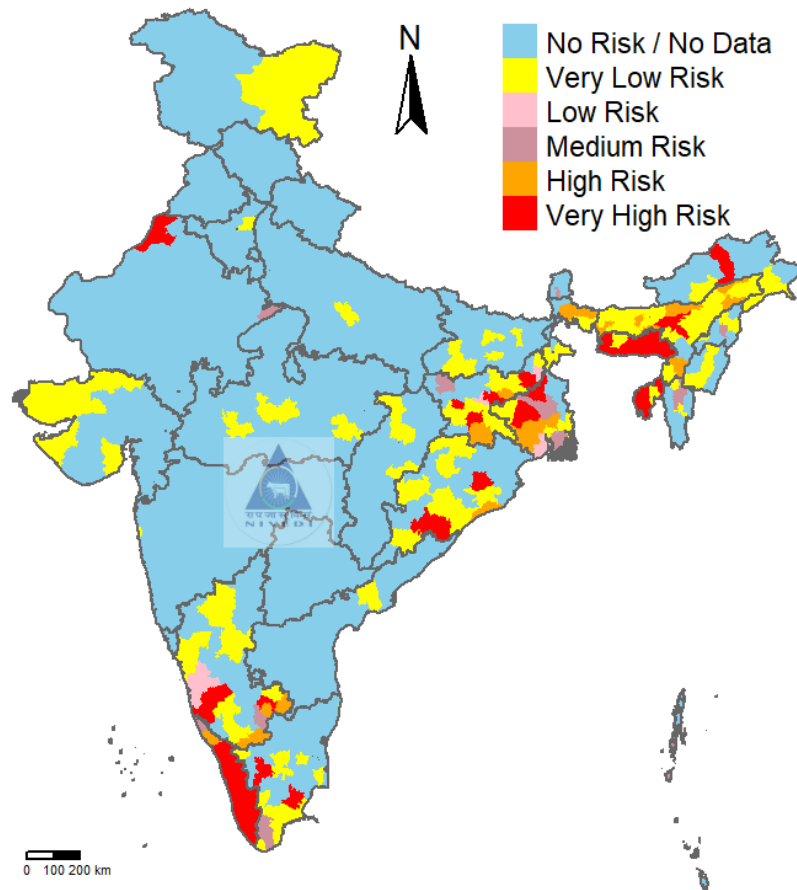 N
No Risk / No Data
Very Low Risk
Low Risk
Medium Risk
High Risk
Very High Risk
NIVEDI
0 100 200 km